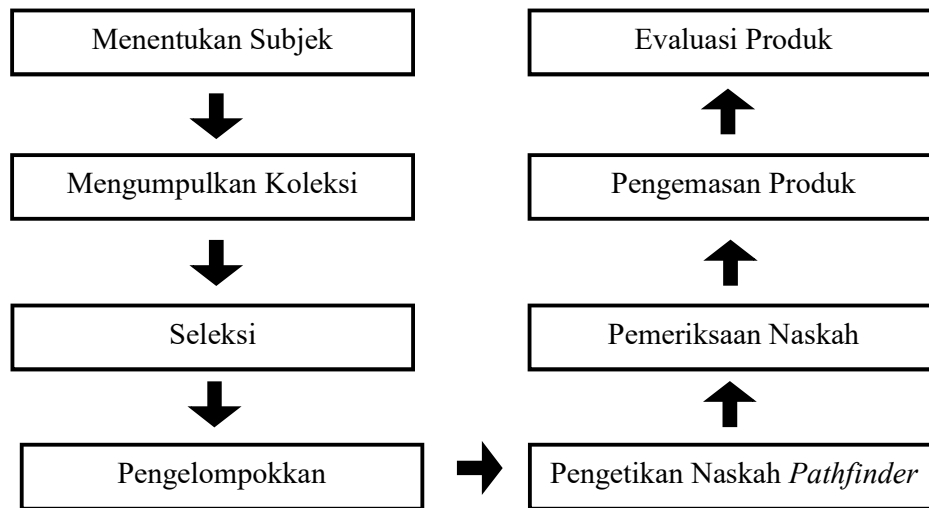 Menentukan Subjek
Mengumpulkan Koleksi
Seleksi
Pengelompokkan
Pengetikan Naskah Pathfinder
Pemeriksaan Naskah
Pengemasan Produk
Evaluasi Produk